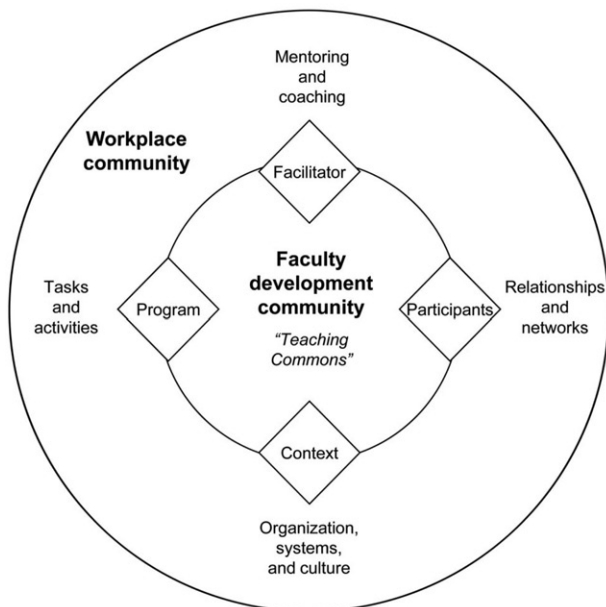 Mentoring
and
coaching
Workplace
community
Facilitator
Faculty
development
community
"Teaching
Commons"
Tasks
and
activities
Program
Participants
Relationships
and
networks
Context
Organization,
systems,
and culture